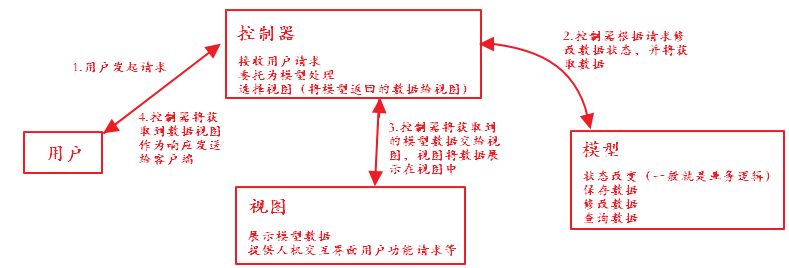 控制器
接收用户请求
委托为模型处理
选择视图（将模型返回的数据给视图）
1.用户发起请求
2.控制器根据请求修
改数据状态，并将获
取数据
4.控制器将获
取到数据视图
作为响应发送
给客户端
3.控制器将获取到
的模型数据交给视
图，视图将数据展
示在视图中
用户
模型
状态改变（一般就是业务逻辑）
保存数据
修改数据
查询数据
视图
展示模型数据
提供人机交互界面用户功能请求等